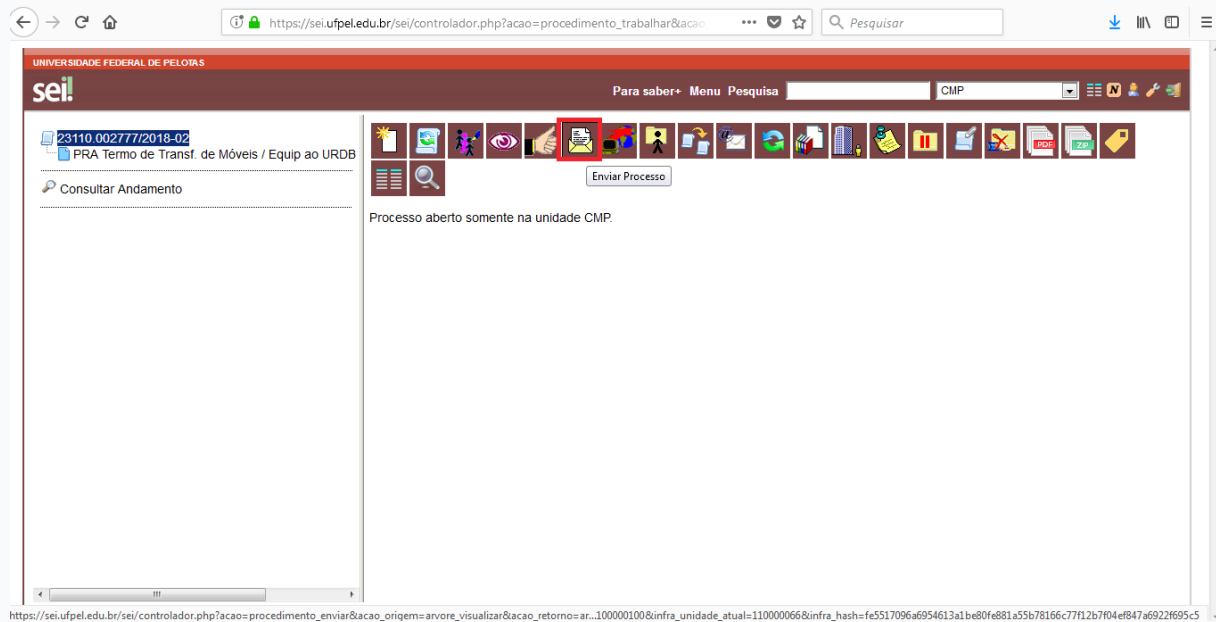 https://sei.ufpel.edu.br/sei/controlador.php?acao=procedimento_trabalhar&acao
Pesquisar
UNIVERSIDADE FEDERAL DE PELOTAS
sei!
Para saber+ Menu Pesquisa
CMP
N
23110.002777/2018-02
PRA Termo de Transf. de Móveis / Equip ao URDB
Consultar Andamento
PDF
ZIP
Enviar Processo
Processo aberto somente na unidade CMP.
https://sei.ufpel.edu.br/sei/controlador.php?acao=procedimento_enviar&acao_origem=arvore_visualizar&acao_retorno=ar...100000100&infra_unidade_atual=110000066&infra_hash=fe5517096a6954613a1be80fe881a55b78166c77f12b7f04ef847a6922f695c5